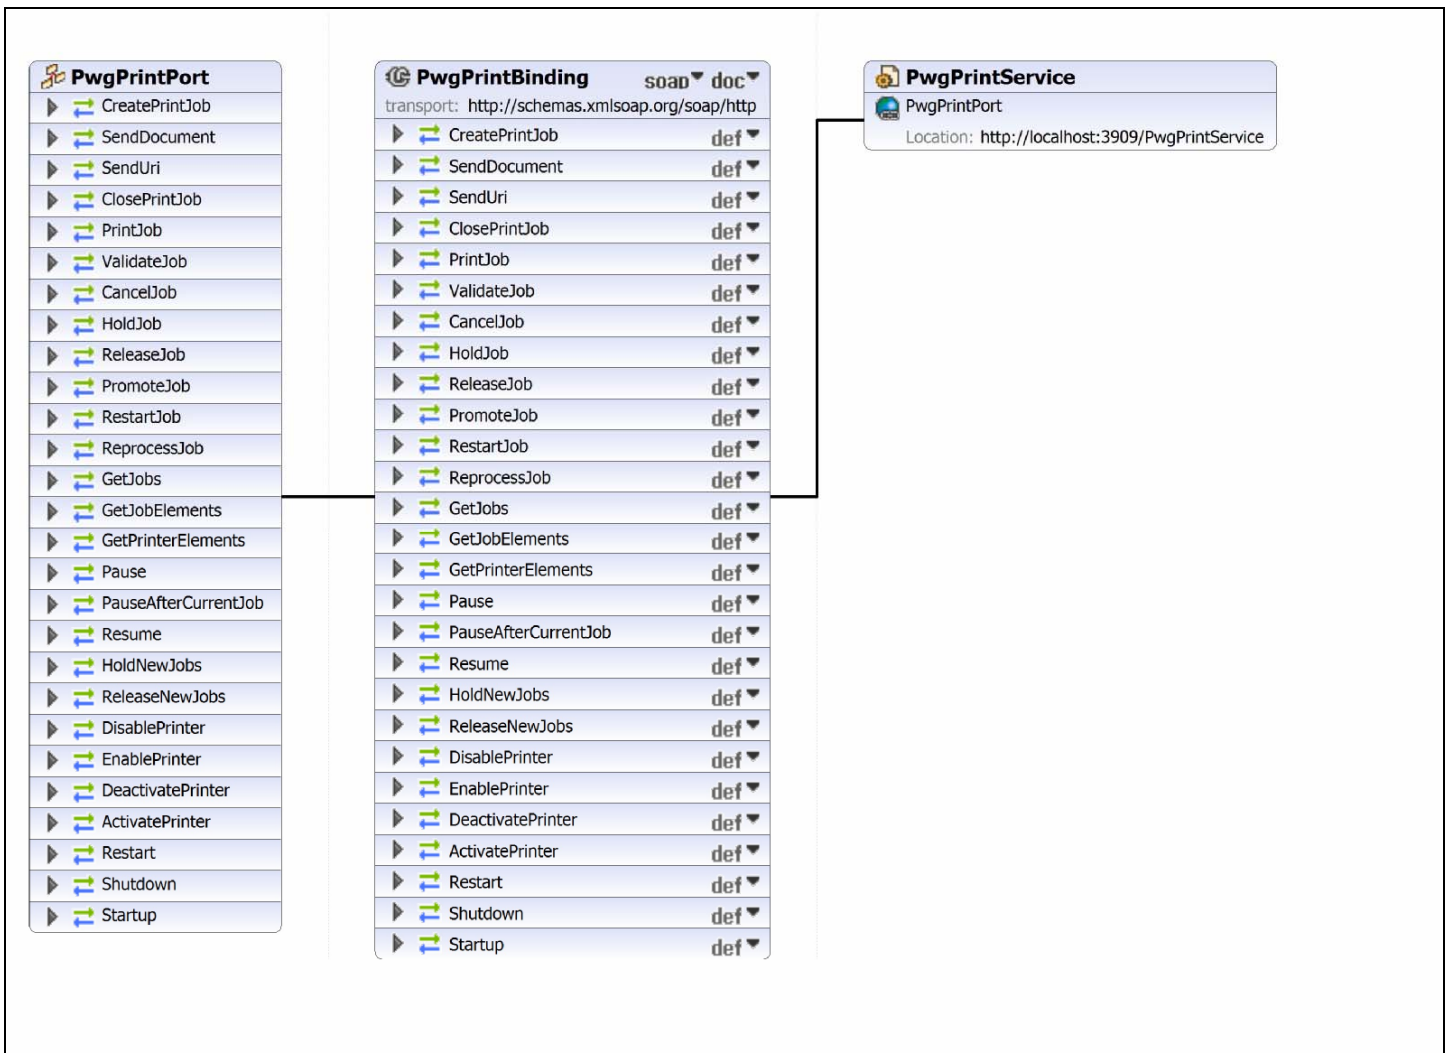 PwgPrintPort
CreatePrintJob
SendDocument
SendUri
ClosePrintJob
PrintJob
ValidateJob
CancelJob
HoldJob
ReleaseJob
PromoteJob
RestartJob
ReprocessJob
GetJobs
GetJobElements
GetPrinterElements
Pause
PauseAfterCurrentJob
Resume
HoldNewJobs
ReleaseNewJobs
DisablePrinter
EnablePrinter
DeactivatePrinter
ActivatePrinter
Restart
Shutdown
Startup
PwgPrintBinding soap doc
transport: http://schemas.xmlsoap.org/soap/http
CreatePrintJob def
SendDocument def
SendUri def
ClosePrintJob def
PrintJob def
ValidateJob def
CancelJob def
HoldJob def
ReleaseJob def
PromoteJob def
RestartJob def
ReprocessJob def
GetJobs def
GetJobElements def
GetPrinterElements def
Pause def
PauseAfterCurrentJob def
Resume def
HoldNewJobs def
ReleaseNewJobs def
DisablePrinter def
EnablePrinter def
DeactivatePrinter def
ActivatePrinter def
Restart def
Shutdown def
Startup def
PwgPrintService
PwgPrintPort
Location: http://localhost:3909/PwgPrintService